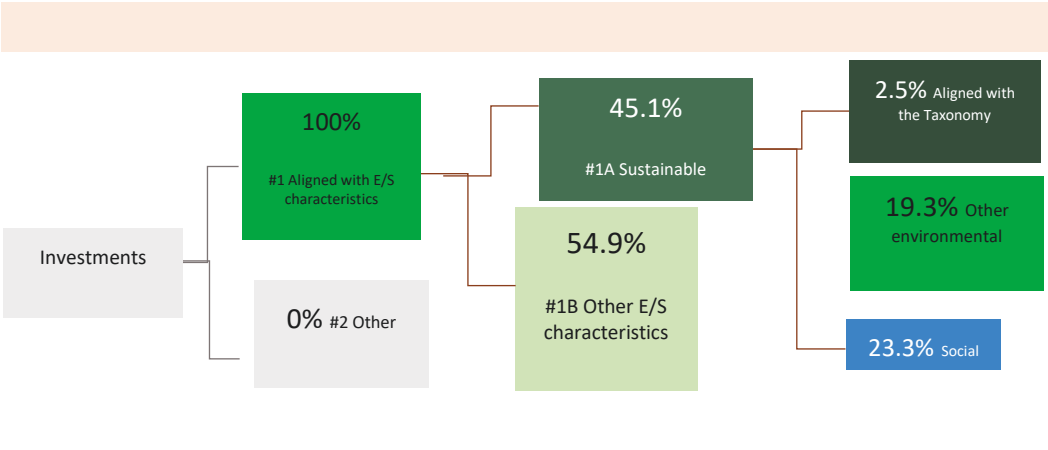 Investments
100%
#1 Aligned with E/S
characteristics
0% #2 Other
45.1%
#1A Sustainable
54.9%
#1B Other E/S
characteristics
2.5% Aligned with
the Taxonomy
19.3% Other
environmental
23.3% Social